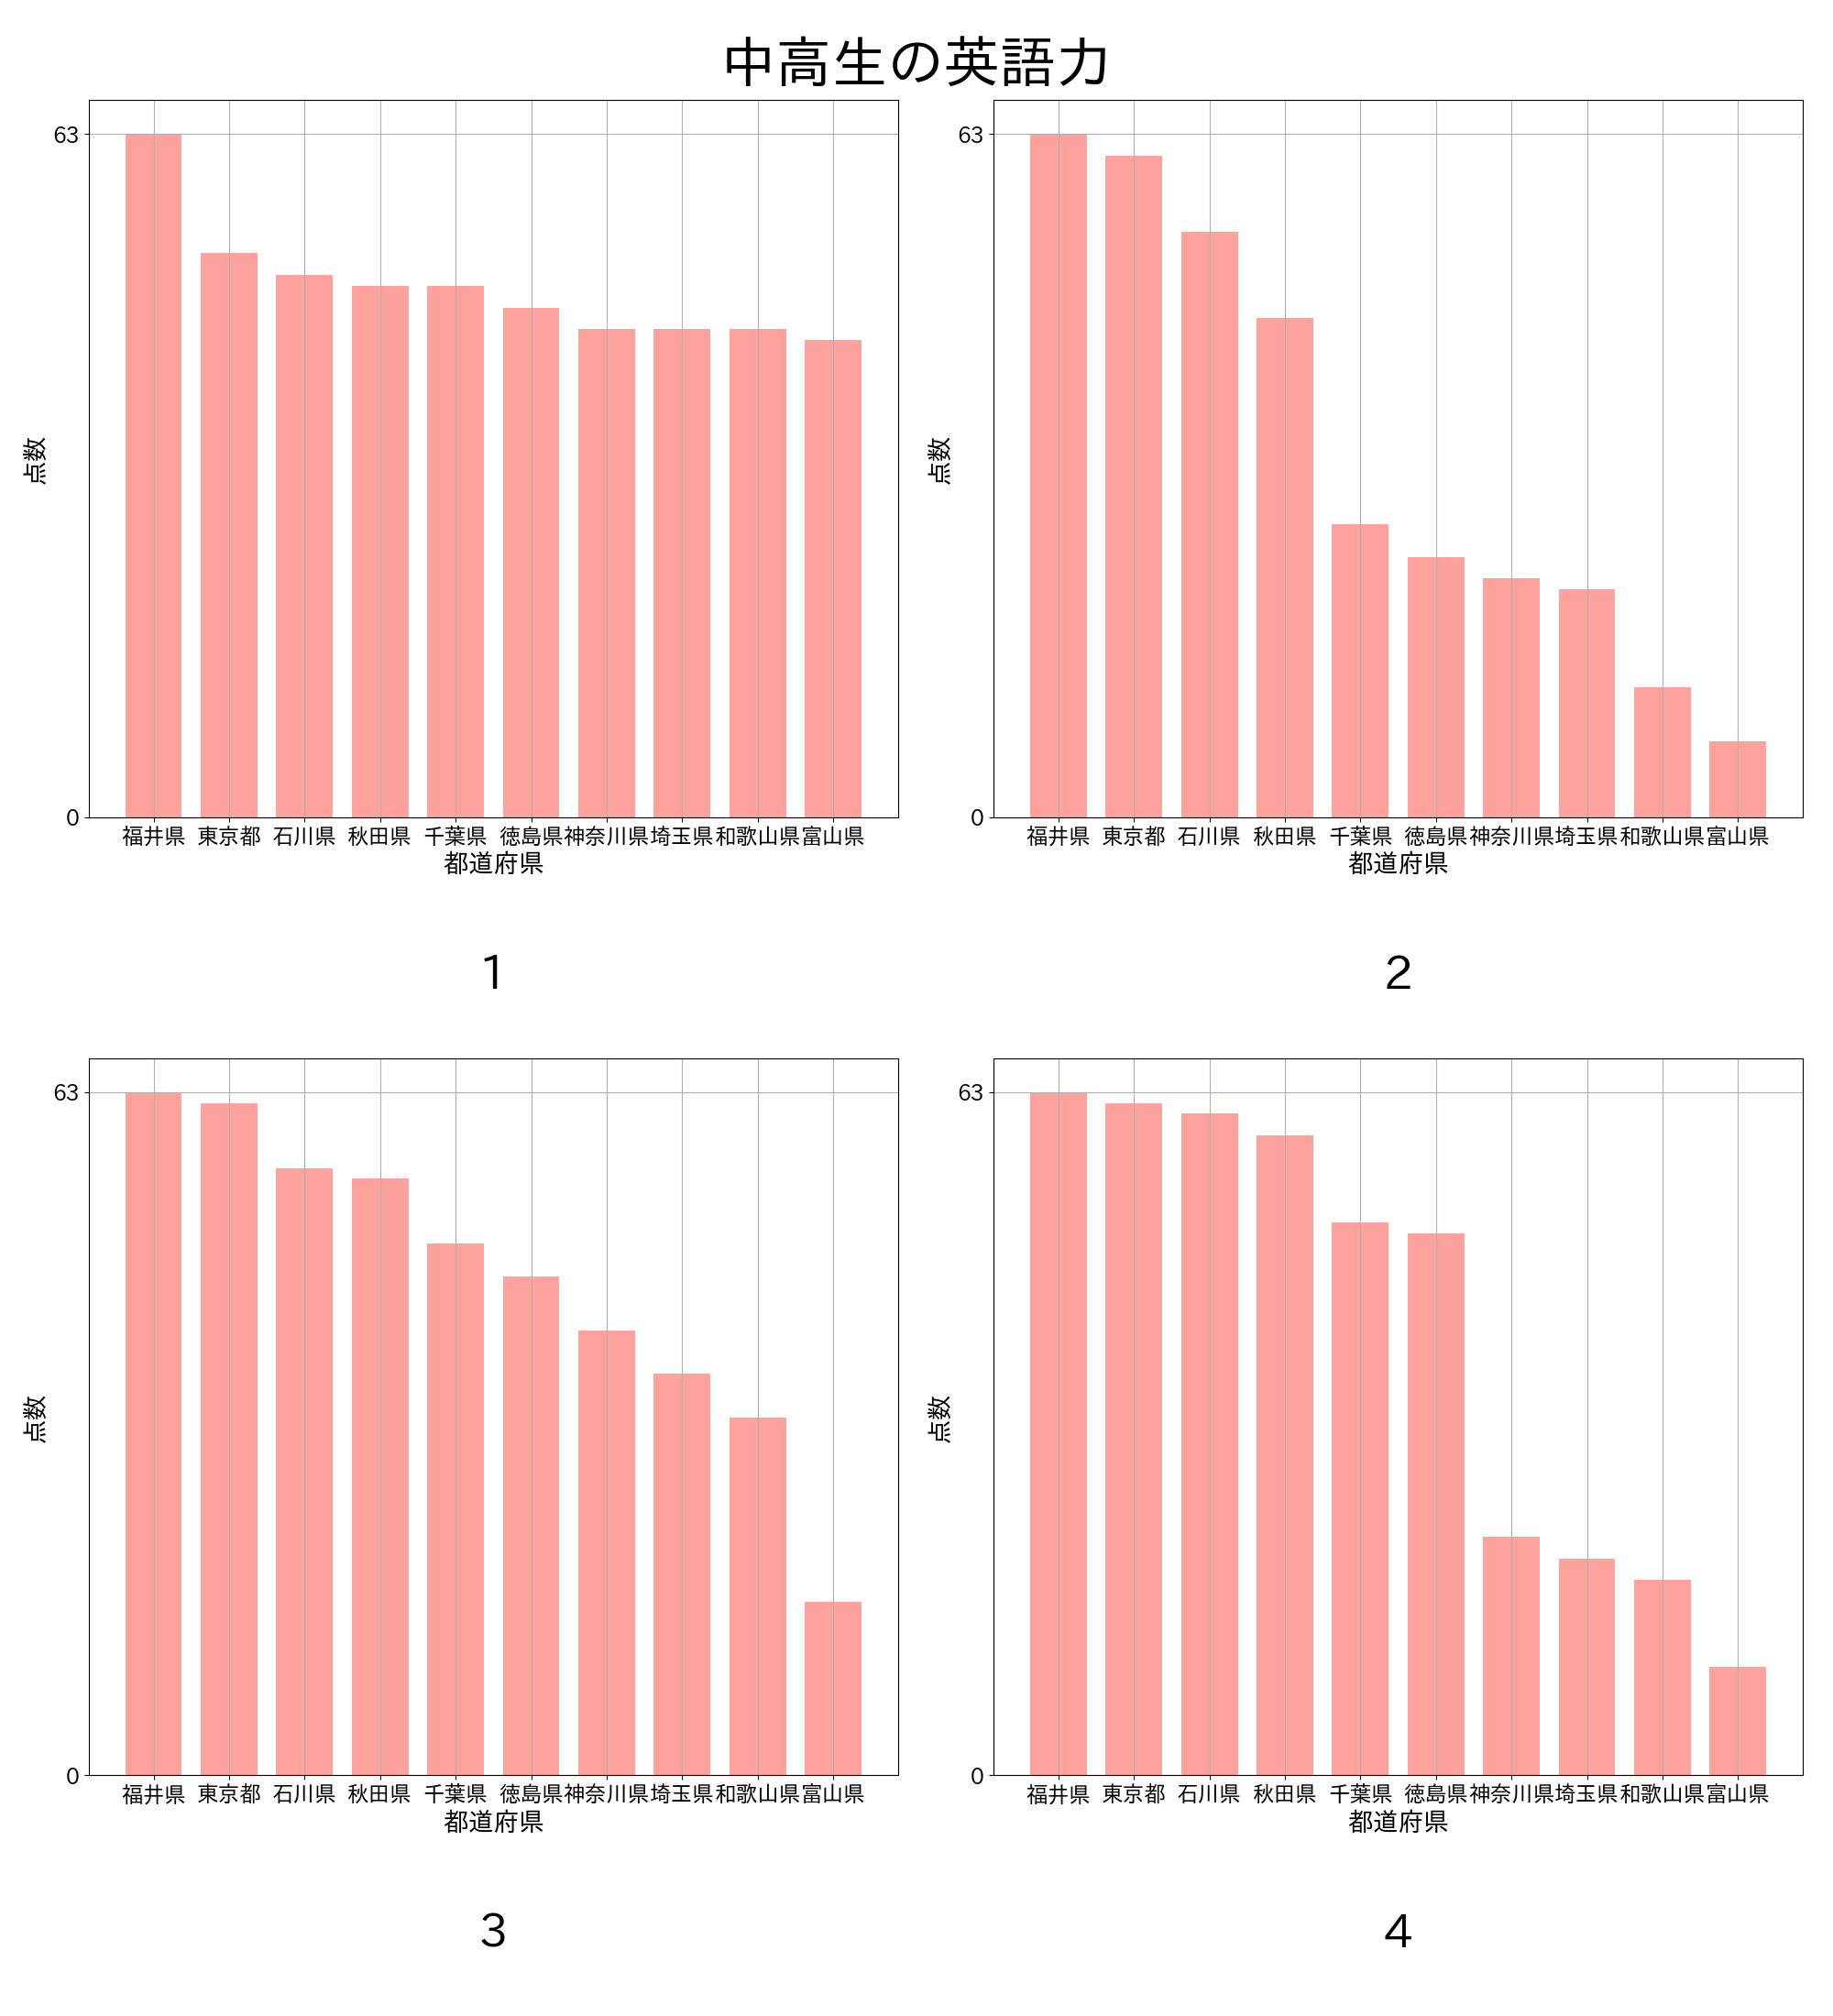 中高生の英語力
63
0
点数
福井県 東京都 石川県 秋田県 千葉県 徳島県 神奈川県 埼玉県 和歌山県 富山県
都道府県
1
63
0
点数
福井県 東京都 石川県 秋田県 千葉県 徳島県 神奈川県 埼玉県 和歌山県 富山県
都道府県
2
63
0
点数
福井県 東京都 石川県 秋田県 千葉県 徳島県 神奈川県 埼玉県 和歌山県 富山県
都道府県
3
63
0
点数
福井県 東京都 石川県 秋田県 千葉県 徳島県 神奈川県 埼玉県 和歌山県 富山県
都道府県
4